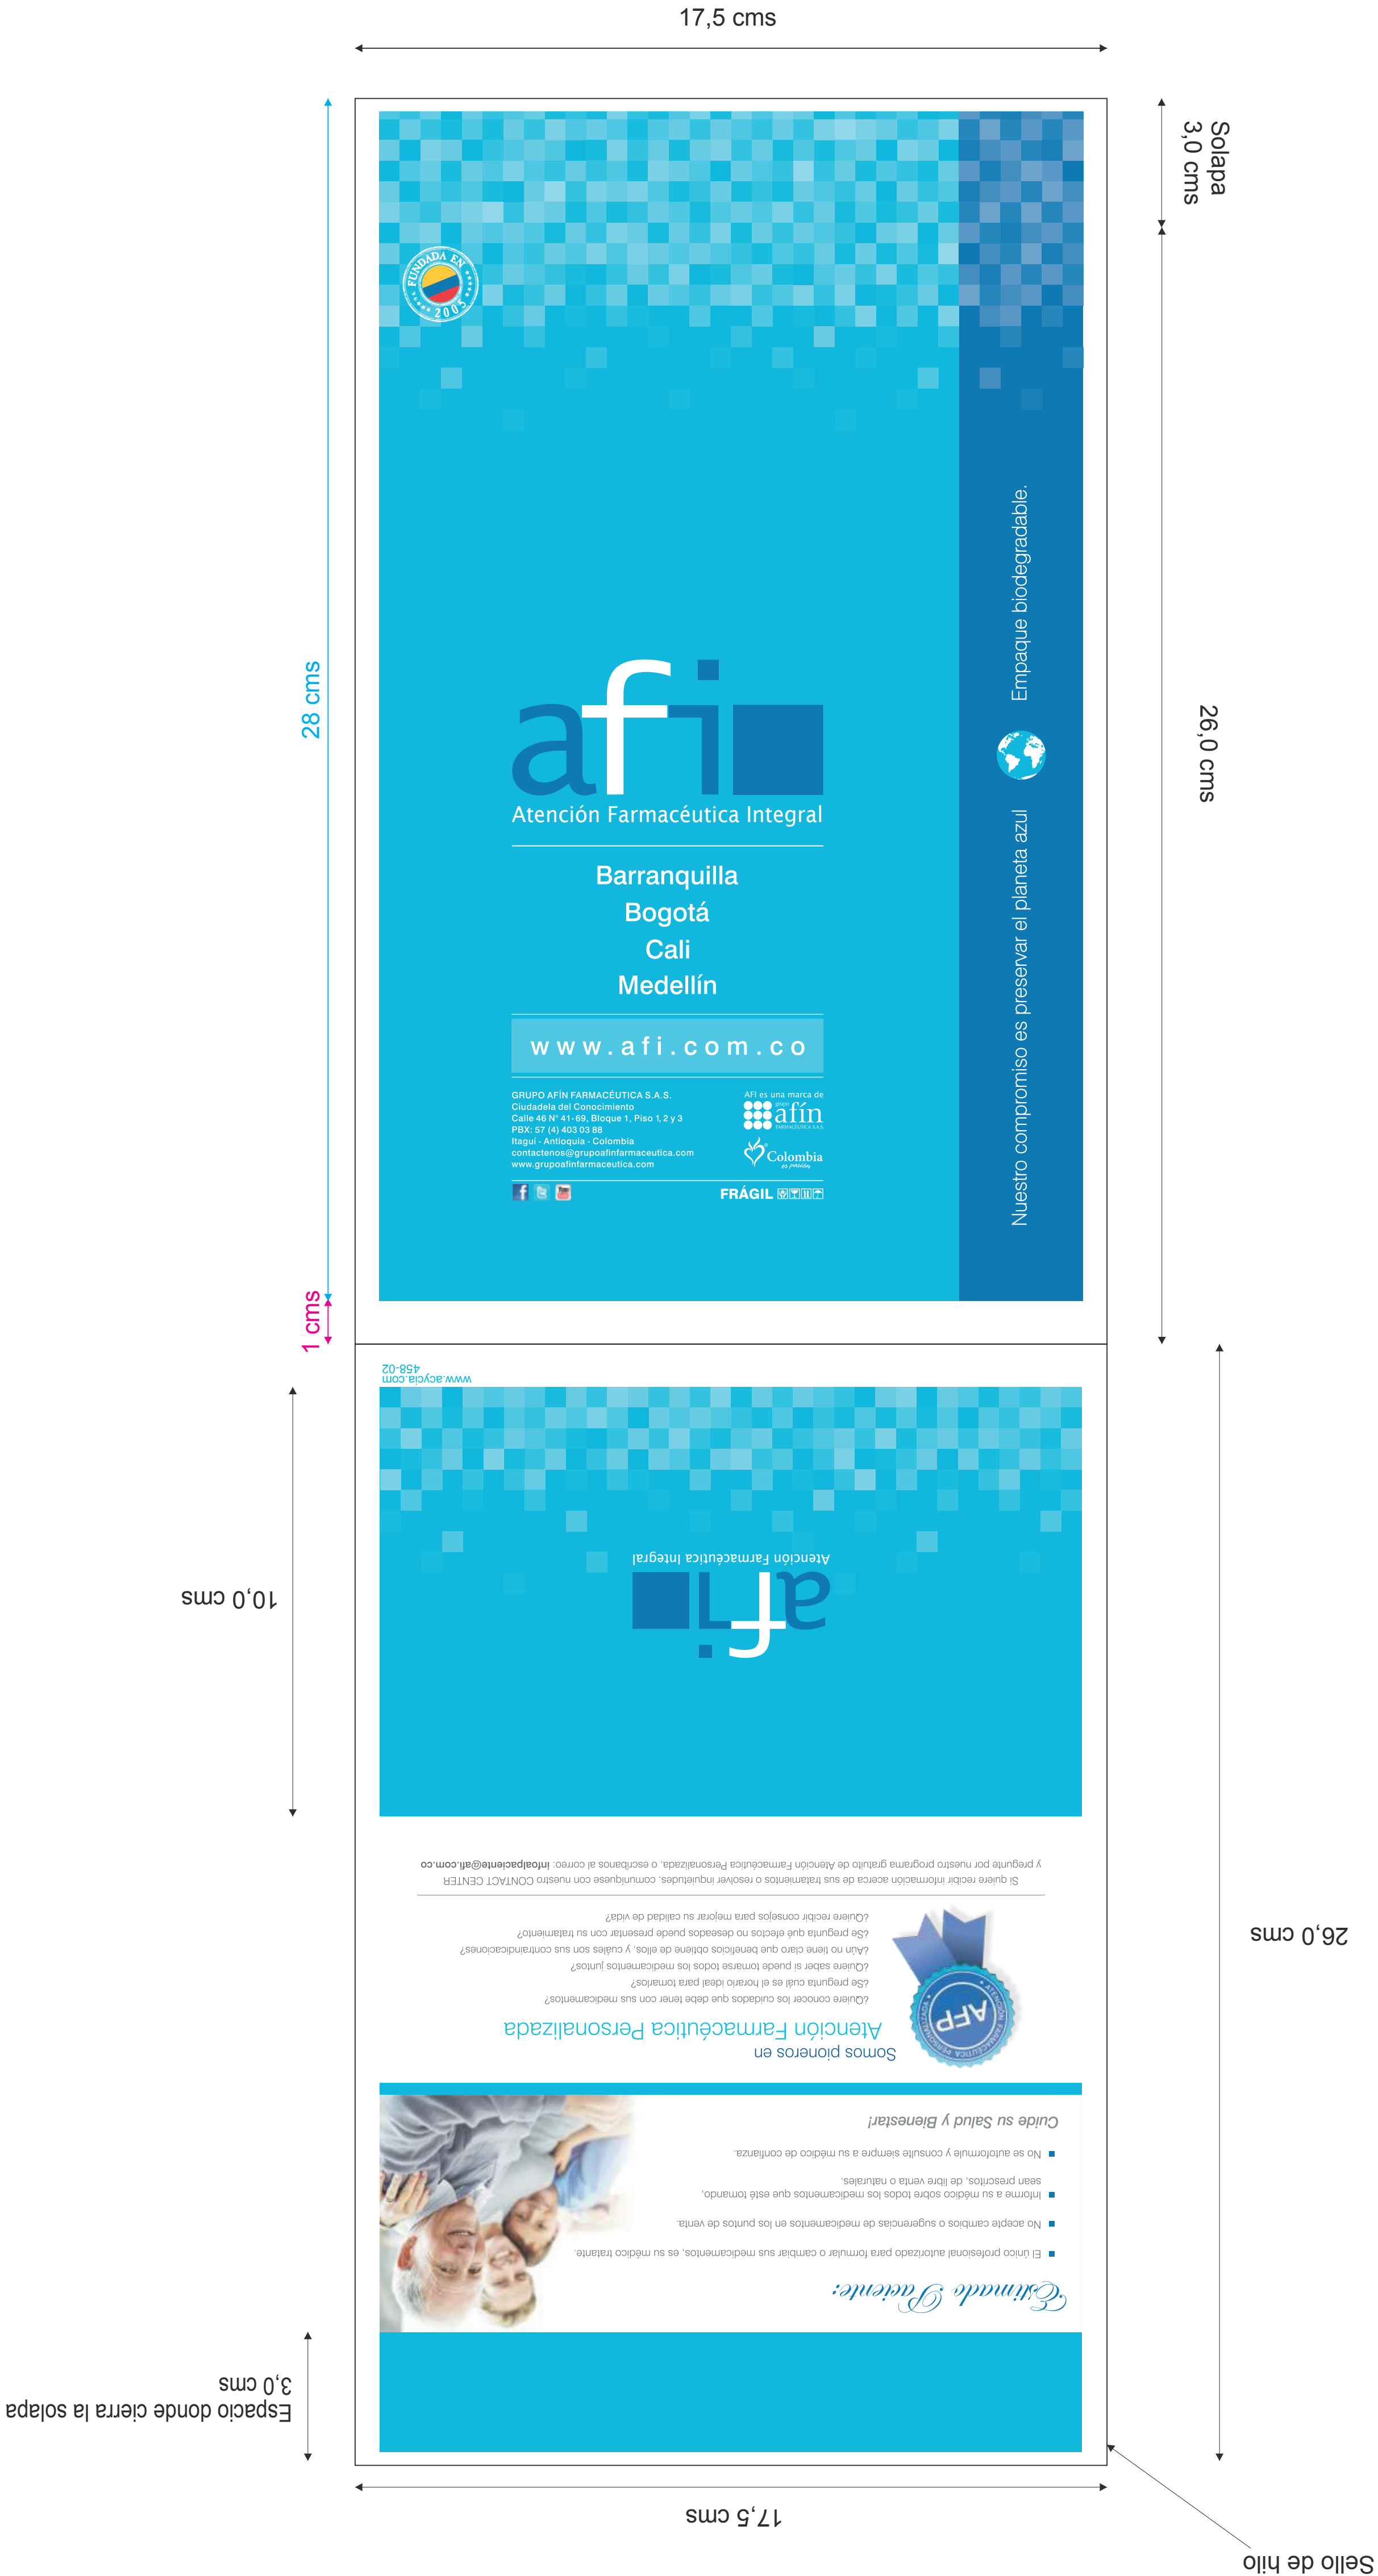 17,5 cms
Solapa
3,0 cms
28 cms
26,0 cms
1 cms
FUNDADA EN
2005
afi
Atención Farmacéutica Integral
Barranquilla
Bogotá
Cali
Medellín
www.afi.com.co
GRUPO AFÍN FARMACÉUTICA S.A.S.
Ciudadela del Conocimiento
Calle 46 N° 41- 69, Bloque 1, Piso 1, 2 y 3
PBX: 57 (4) 403 03 88
Itaguí - Antioquia - Colombia
contactenos@grupoafinfarmaceutica.com
www.grupoafinfarmaceutica.com
AFI es una marca de
grupo
afín
FARMACÉUTICA S.A.S.
Colombia
es pasión
FRÁGIL
Nuestro compromiso es preservar el planeta azul
Empaque biodegradable.
Sello de hilo
17,5 cms
Espacio donde cierra la solapa
3,0 cms
26,0 cms
10,0 cms
Estimado Paciente:
El único profesional autorizado para formular o cambiar sus medicamentos, es su médico tratante.
No acepte cambios o sugerencias de medicamentos en los puntos de venta.
Informe a su médico sobre todos los medicamentos que esté tomando,
sean prescritos, de libre venta o naturales.
No se autoformule y consulte siempre a su médico de confianza.
Cuide su Salud y Bienestar!
Somos pioneros en
Atención Farmacéutica Personalizada
ATENCIÓN FARMACÉUTICA PERSONALIZADA
AFP
¿Quiere conocer los cuidados que debe tener con sus medicamentos?
¿Se pregunta cuál es el horario ideal para tomarlos?
¿Quiere saber si puede tomarse todos los medicamentos juntos?
¿Aún no tiene claro que beneficios obtiene de ellos, y cuáles son sus contraindicaciones?
¿Se pregunta qué efectos no deseados puede presentar con su tratamiento?
¿Quiere recibir consejos para mejorar su calidad de vida?
Si quiere recibir información acerca de sus tratamientos o resolver inquietudes, comuníquese con nuestro CONTACT CENTER
y pregunte por nuestro programa gratuito de Atención Farmacéutica Personalizada, o escríbanos al correo: infoalpaciente@afi.com.co
afi
Atención Farmacéutica Integral
www.acycia.com
458-02